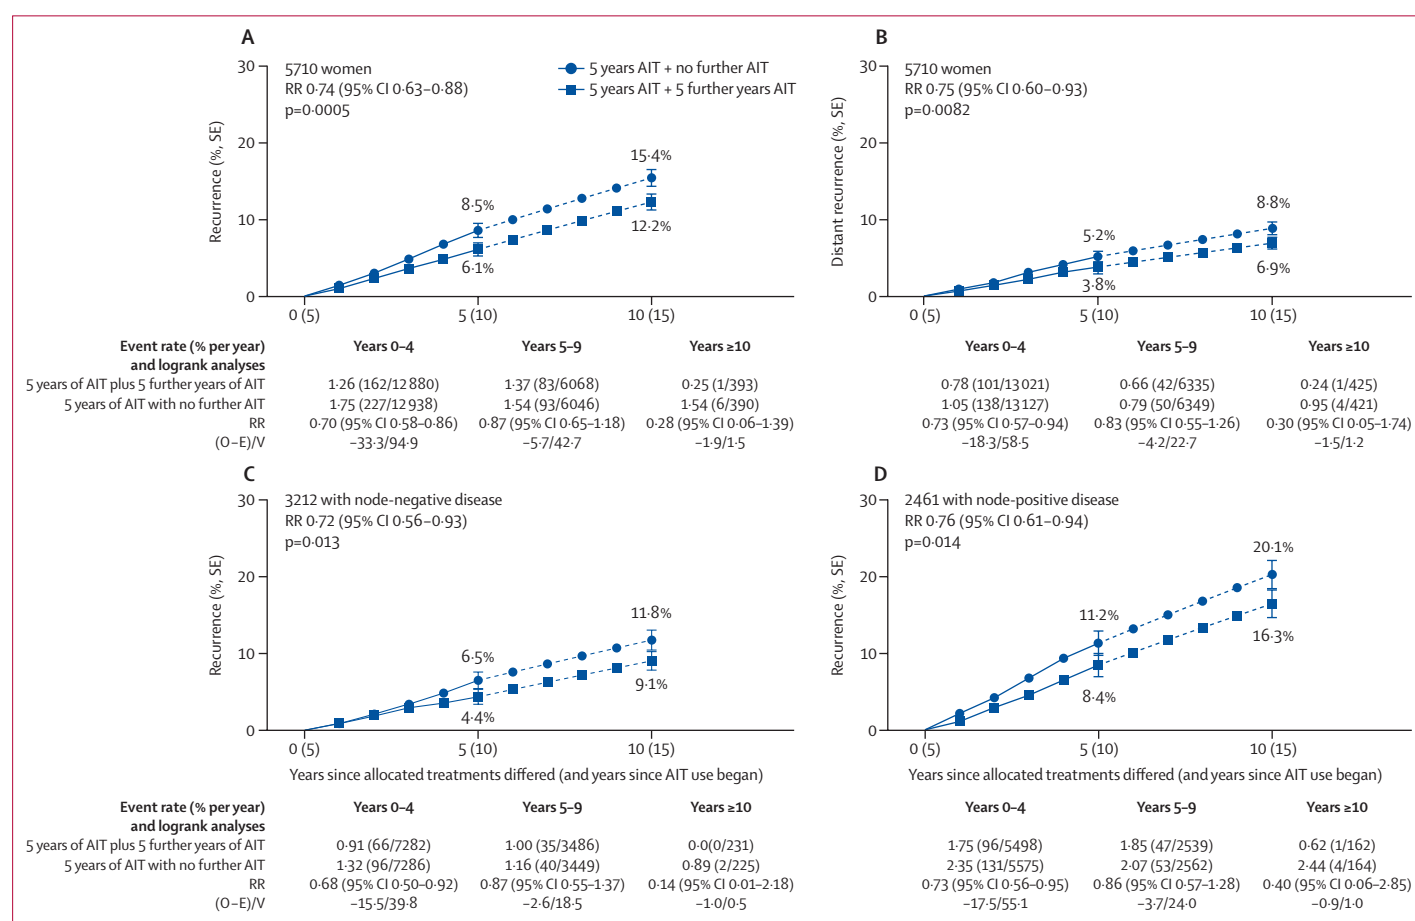 A
5710 women
RR 0·74 (95% CI 0·63–0·88)
p=0·0005
5 years AIT + no further AIT
5 years AIT + 5 further years AIT
Recurrence (%, SE)
30
20
10
0
8·5%
6·1%
15·4%
12·2%
0 (5)
5 (10)
10 (15)
Event rate (% per year)
and logrank analyses
Years 0–4
Years 5–9
Years ≥10
5 years of AIT plus 5 further years of AIT
1·26 (162/12 880)
1·37 (83/6068)
0·25 (1/393)
5 years of AIT with no further AIT
1·75 (227/12 938)
1·54 (93/6046)
1·54 (6/390)
RR
0·70 (95% CI 0·58–0·86)
0·87 (95% CI 0·65–1·18)
0·28 (95% CI 0·06–1·39)
(O–E)/V
–33·3/94·9
–5·7/42·7
–1·9/1·5
B
5710 women
RR 0·75 (95% CI 0·60–0·93)
p=0·0082
Distant recurrence (%, SE)
30
20
10
0
5·2%
3·8%
8·8%
6·9%
0 (5)
5 (10)
10 (15)
Years 0–4
Years 5–9
Years ≥10
0·78 (101/13 021)
0·66 (42/6335)
0·24 (1/425)
1·05 (138/13 127)
0·79 (50/6349)
0·95 (4/421)
0·73 (95% CI 0·57–0·94)
0·83 (95% CI 0·55–1·26)
0·30 (95% CI 0·05–1·74)
–18·3/58·5
–4·2/22·7
–1·5/1·2
C
3212 with node-negative disease
RR 0·72 (95% CI 0·56–0·93)
p=0·013
Recurrence (%, SE)
30
20
10
0
6·5%
4·4%
11·8%
9·1%
0 (5)
5 (10)
10 (15)
Years since allocated treatments differed (and years since AIT use began)
Event rate (% per year)
and logrank analyses
Years 0–4
Years 5–9
Years ≥10
5 years of AIT plus 5 further years of AIT
0·91 (66/7282)
1·00 (35/3486)
0·0(0/231)
5 years of AIT with no further AIT
1·32 (96/7286)
1·16 (40/3449)
0·89 (2/225)
RR
0·68 (95% CI 0·50–0·92)
0·87 (95% CI 0·55–1·37)
0·14 (95% CI 0·01–2·18)
(O–E)/V
–15·5/39·8
–2·6/18·5
–1·0/0·5
D
2461 with node-positive disease
RR 0·76 (95% CI 0·61–0·94)
p=0·014
Recurrence (%, SE)
30
20
10
0
11·2%
8·4%
20·1%
16·3%
0 (5)
5 (10)
10 (15)
Years since allocated treatments differed (and years since AIT use began)
Years 0–4
Years 5–9
Years ≥10
1·75 (96/5498)
1·85 (47/2539)
0·62 (1/162)
2·35 (131/5575)
2·07 (53/2562)
2·44 (4/164)
0·73 (95% CI 0·56–0·95)
0·86 (95% CI 0·57–1·28)
0·40 (95% CI 0·06–2·85)
–17·5/55·1
–3·7/24·0
–0·9/1·0